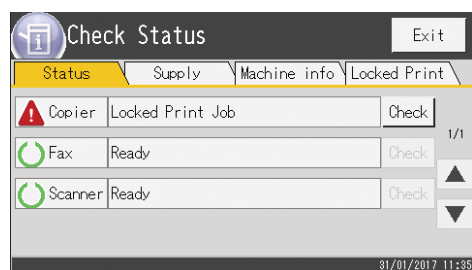 Check Status
Exit
Status Supply Machine info Locked Print
Copier Locked Print Job Check
1/1
Fax Ready Check
Scanner Ready Check
31/01/2017 11:35